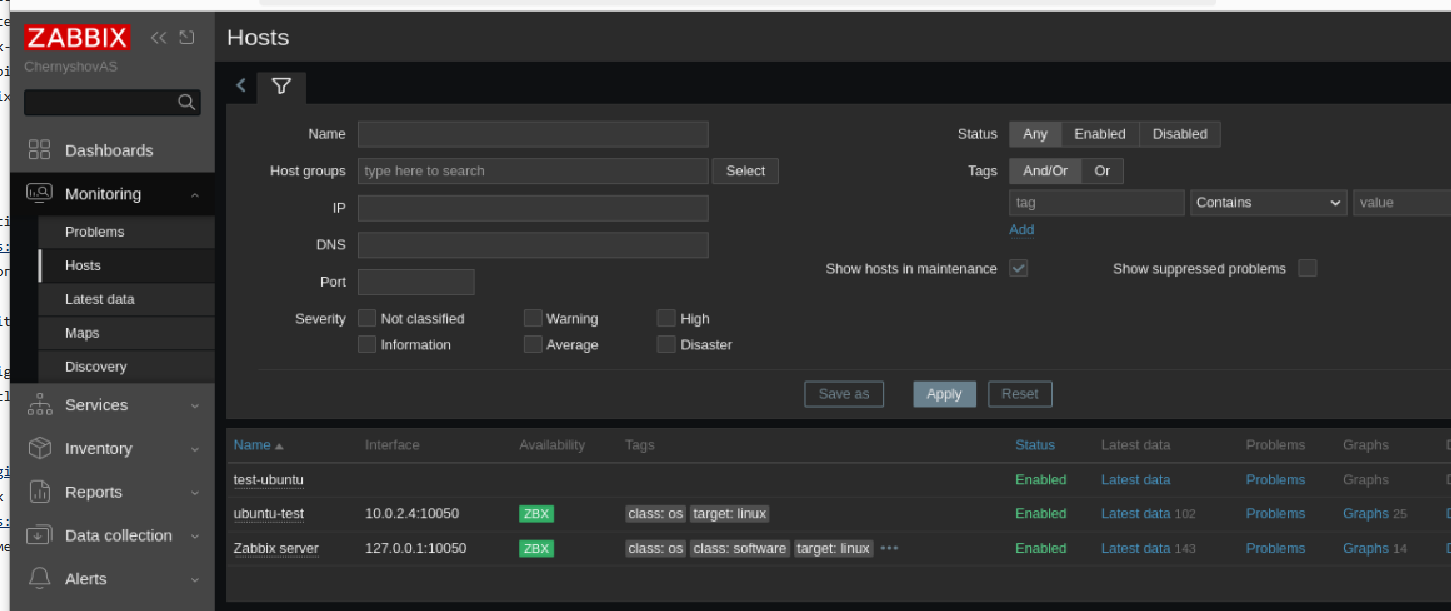 ZABBIX
ChernyshovAS
Dashboards
Monitoring
Problems
Hosts
Latest data
Maps
Discovery
Services
Inventory
Reports
Data collection
Alerts
Hosts
Name
Host groups type here to search Select
IP
DNS
Port
Severity Not classified Warning High
Information Average Disaster
Status Any Enabled Disabled
Tags And/Or Or
tag Contains value
Add
Show hosts in maintenance Show suppressed problems
Save as Apply Reset
Name Interface Availability Tags Status Latest data Problems Graphs
test-ubuntu Enabled Latest data Problems Graphs
ubuntu-test 10.0.2.4:10050 ZBX class: os target: linux Enabled Latest data 102 Problems Graphs 25
Zabbix server 127.0.0.1:10050 ZBX class: os class: software target: linux ••• Enabled Latest data 143 Problems Graphs 14